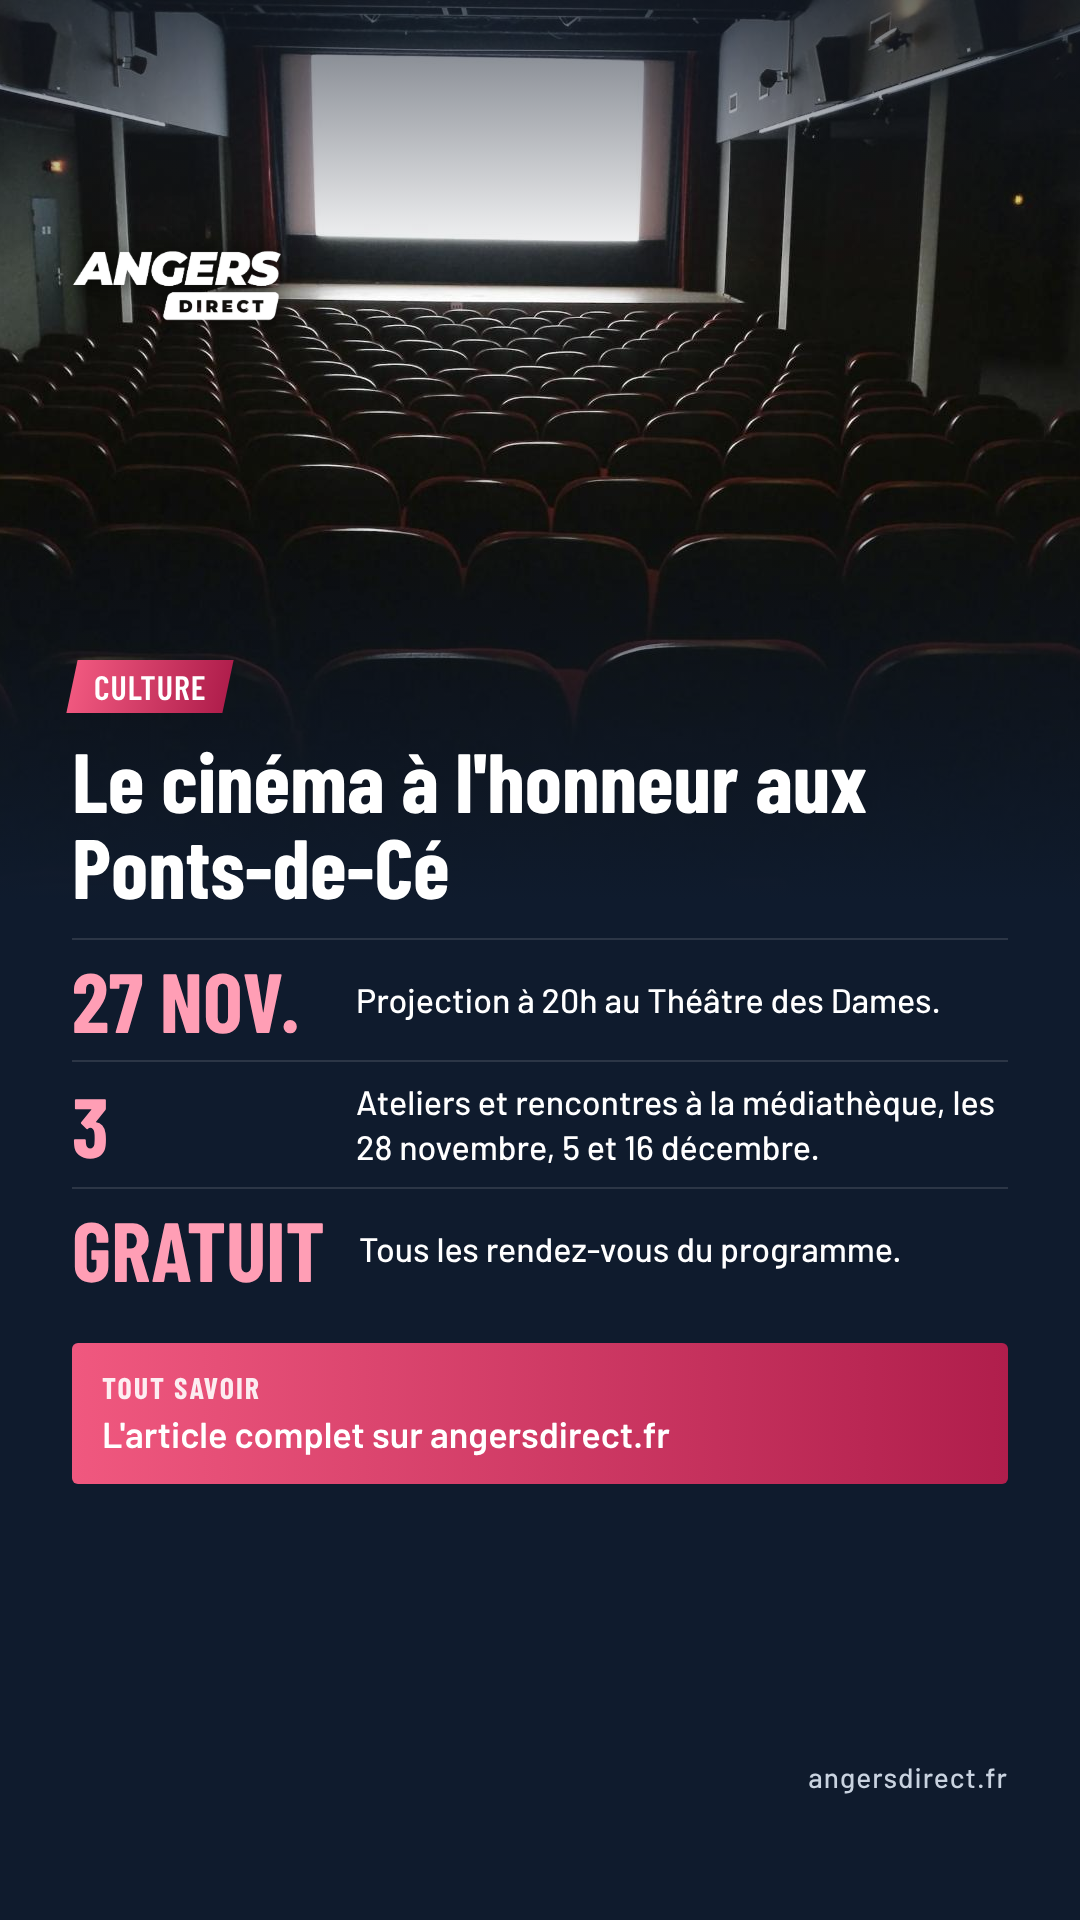 ANGERS
DIRECT
CULTURE
Le cinéma à l'honneur aux
Ponts-de-Cé
27 NOV.
Projection à 20h au Théâtre des Dames.
3
Ateliers et rencontres à la médiathèque, les
28 novembre, 5 et 16 décembre.
GRATUIT
Tous les rendez-vous du programme.
TOUT SAVOIR
L'article complet sur angersdirect.fr
angersdirect.fr